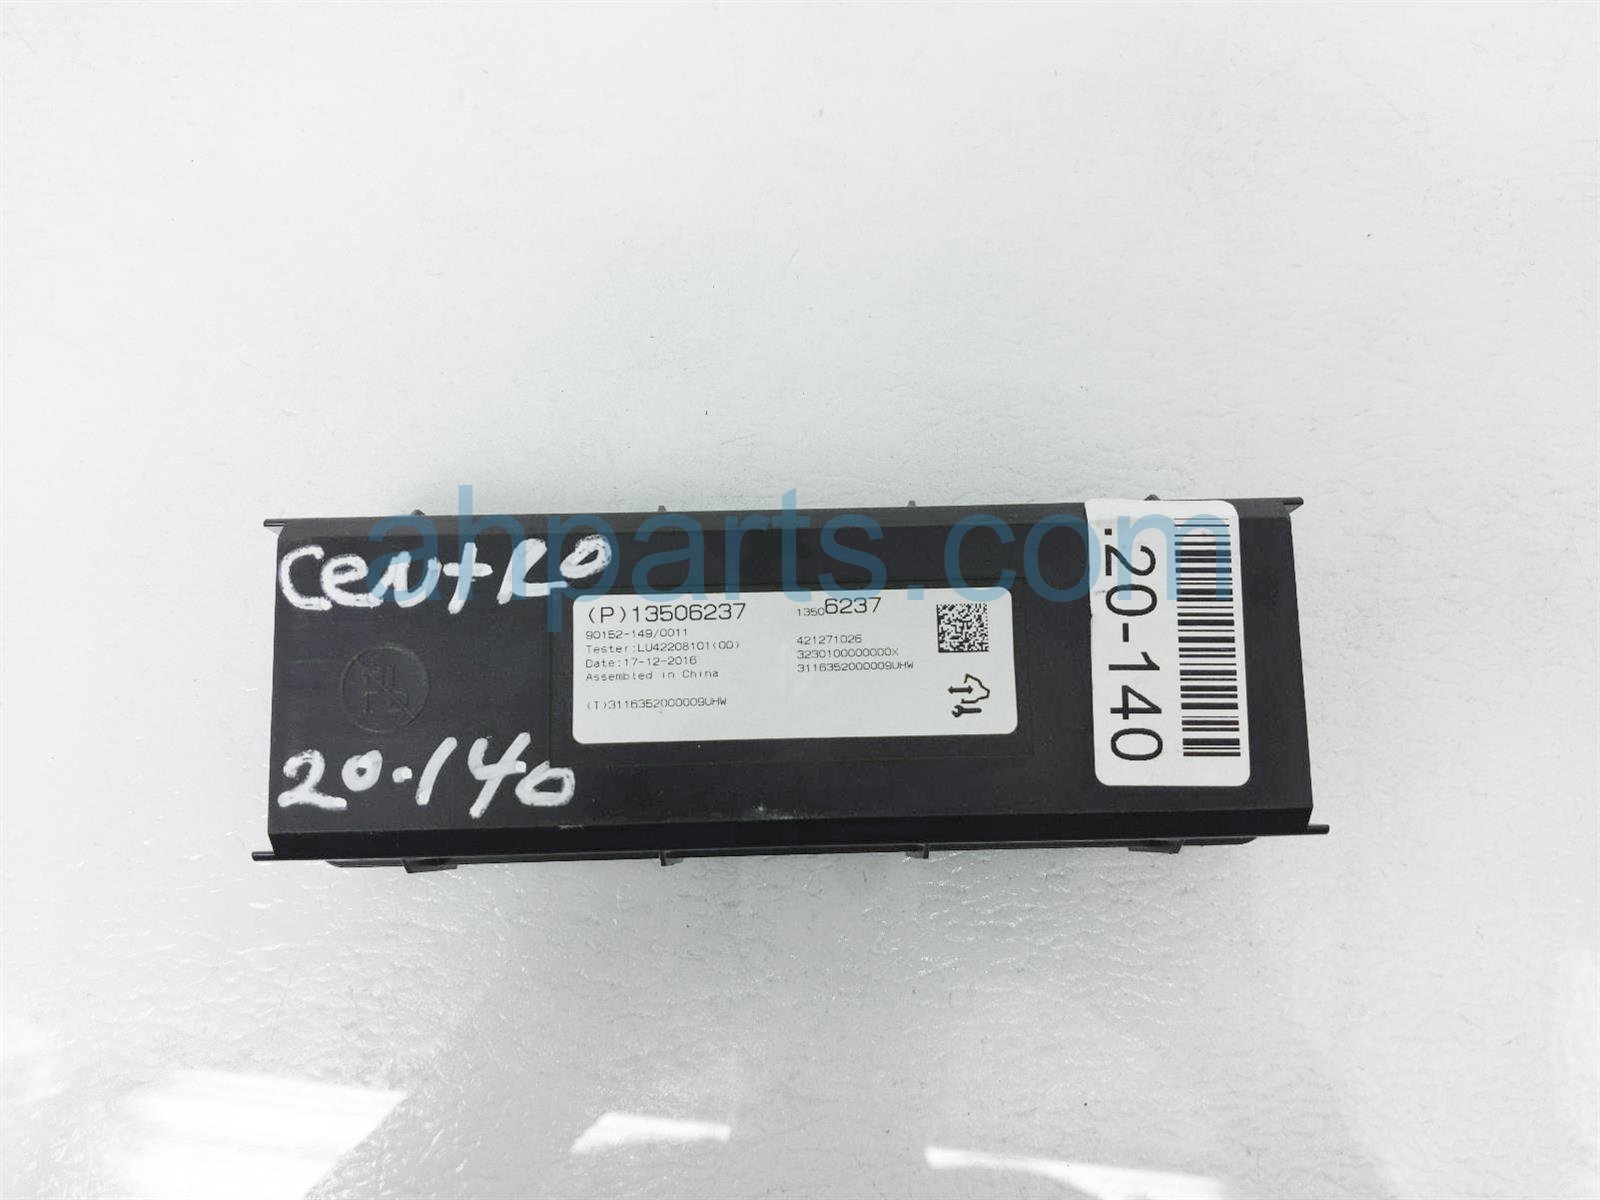 ahparts.com
Centro
20-140
(P)13506237
90152-149/0011
Tester:LU42208101(00)
Date:17-12-2016
Assembled in China
(T)3116352000009UHW
13506237
421271026
3230100000000X
3116352000009UHW
.20-140